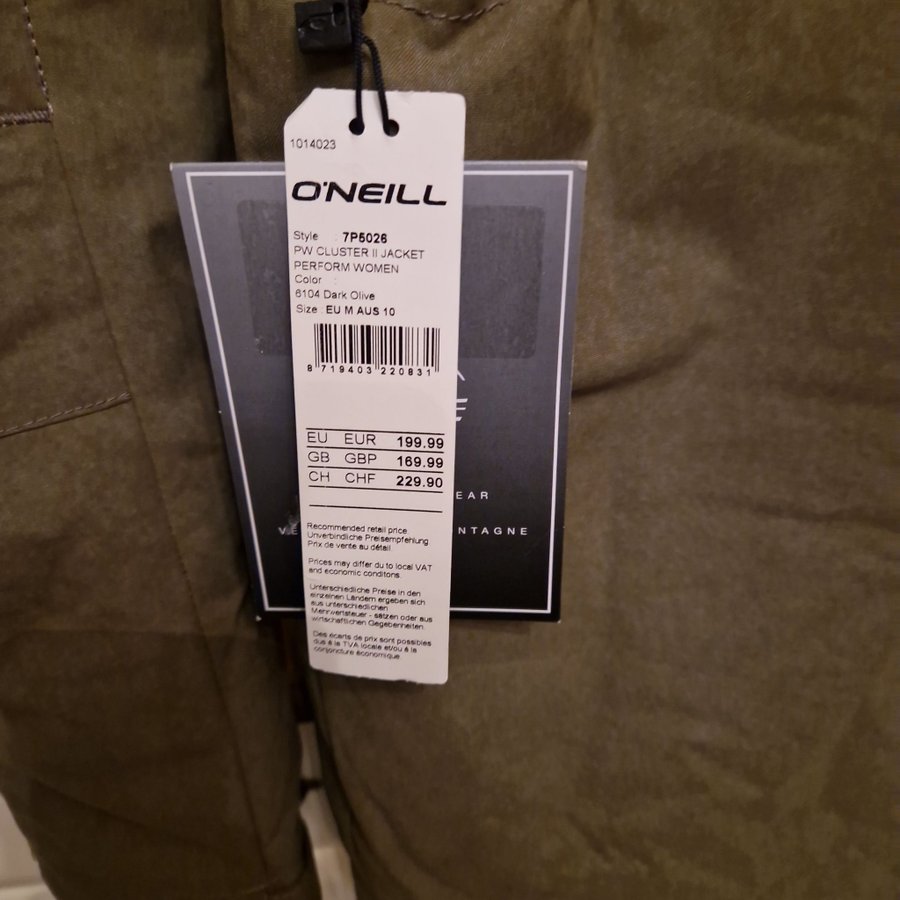 1014023
O'NEILL
Style : 7P5026
PW CLUSTER II JACKET
PERFORM WOMEN
Color :
6104 Dark Olive
Size : EU M AUS 10
8 719403 220831
EU EUR 199.99
GB GBP 169.99
CH CHF 229.90
EAR
NTAGNE
Recommended retail price.
Unverbindliche Preisempfehlung.
Prix de vente au détail
Prices may differ du to local VAT
and economic conditons.
Unterschiedliche Preise in den
einzelnen Ländern ergeben sich
aus unterschiedlichen
Mehrwertsteuer - sätzen oder aus
wirtschaftlichen Gegebenheiten.
Des écarts de prix sont possibles
due à la TVA locale et/ou à la
conjoncture économique.